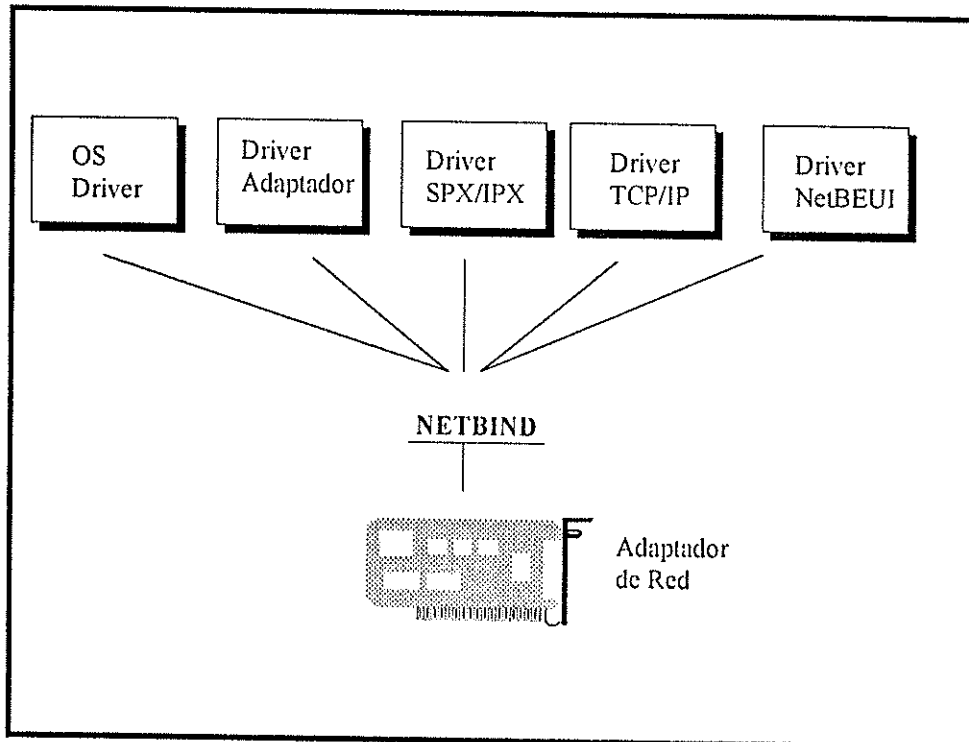 OS
Driver
Driver
Adaptador
Driver
SPX/IPX
Driver
TCP/IP
Driver
NetBEUI
NETBIND
Adaptador
de Red